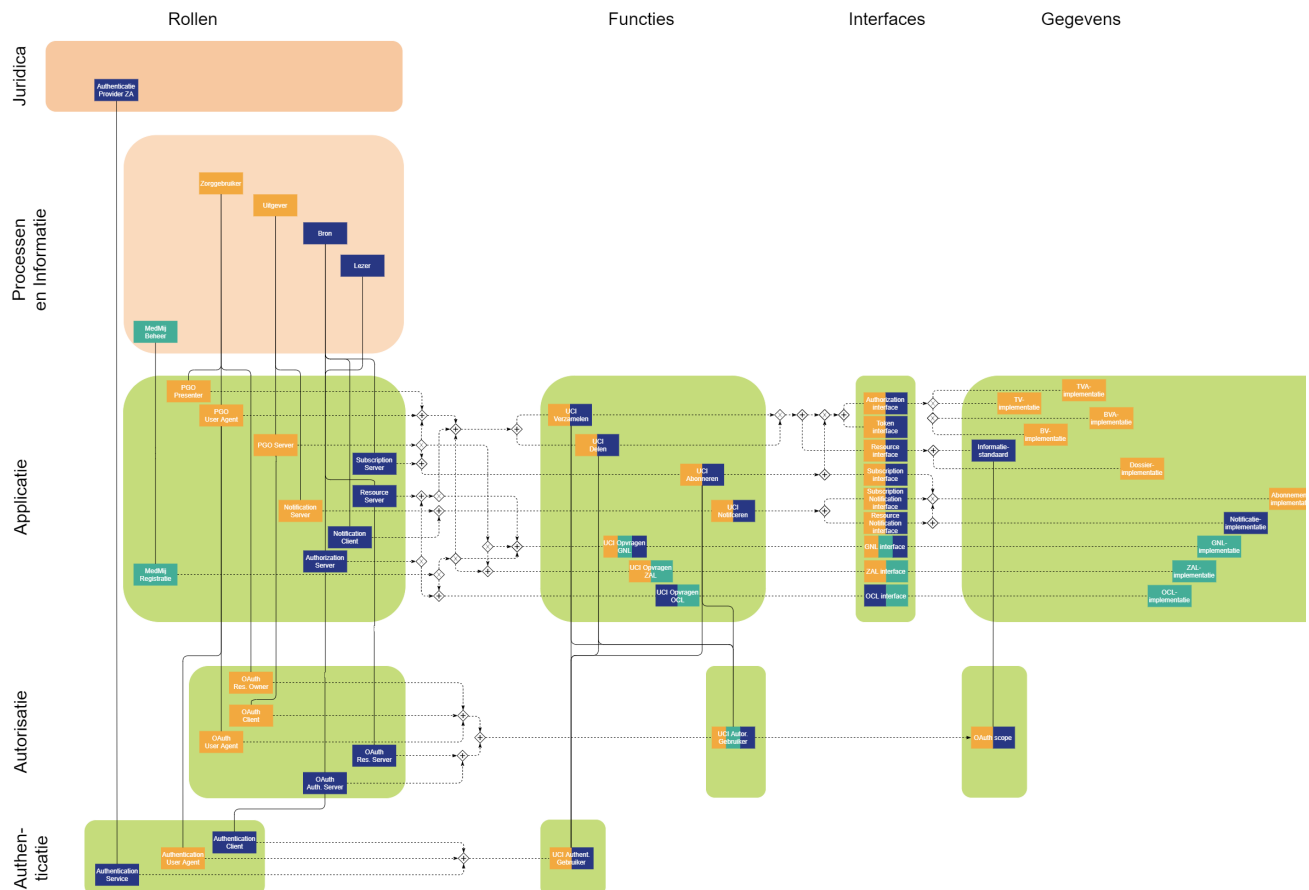 Rollen
Functies
Interfaces
Gegevens
Juridica
Authenticatie
Provider ZA
Processen
en Informatie
Zorggebruiker
Uitgever
Bron
Lezer
MedMij
Beheer
Applicatie
PGO
Presenter
PGO
User Agent
PGO Server
Subscription
Server
Resource
Server
Notification
Server
Notification
Client
Authorization
Server
MedMij
Registratie
UCI
Verzamelen
UCI
Delen
UCI
Abonneren
UCI
Notificeren
UCI Opvragen
GNL
UCI Opvragen
ZAL
UCI Opvragen
OCL
Authorization
interface
Token
interface
Resource
interface
Subscription
interface
Subscription
Notification
interface
Resource
Notification
interface
GNL interface
ZAL interface
OCL interface
TVA-
implementatie
TV-
implementatie
BVA-
implementatie
BV-
implementatie
Informatie-
standaard
Dossier-
implementatie
Abonnement
implementati
Notificatie-
implementatie
GNL-
implementatie
ZAL-
implementatie
OCL-
implementatie
Autorisatie
OAuth
Res. Owner
OAuth
Client
OAuth
User Agent
OAuth
Res. Server
OAuth
Auth. Server
UCI Autor.
Gebruiker
OAuth scope
Authen-
ticatie
Authentication
Client
Authentication
User Agent
Authentication
Service
UCI Authent.
Gebruiker